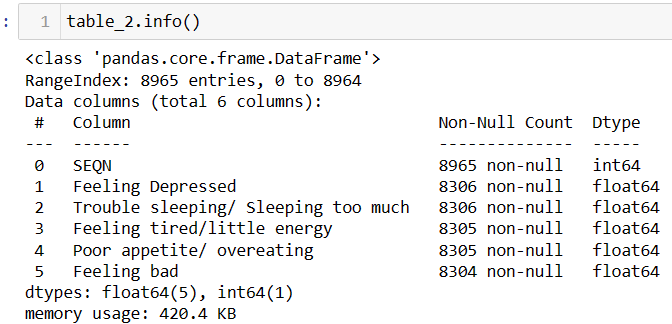 : 1 table_2.info()
<class 'pandas.core.frame.DataFrame'>
RangeIndex: 8965 entries, 0 to 8964
Data columns (total 6 columns):
 #   Column                              Non-Null Count  Dtype
---  ------                              --------------  -----
 0   SEQN                                8965 non-null   int64
 1   Feeling Depressed                   8306 non-null   float64
 2   Trouble sleeping/ Sleeping too much  8306 non-null   float64
 3   Feeling tired/little energy         8305 non-null   float64
 4   Poor appetite/ overeating           8305 non-null   float64
 5   Feeling bad                         8304 non-null   float64
dtypes: float64(5), int64(1)
memory usage: 420.4 KB